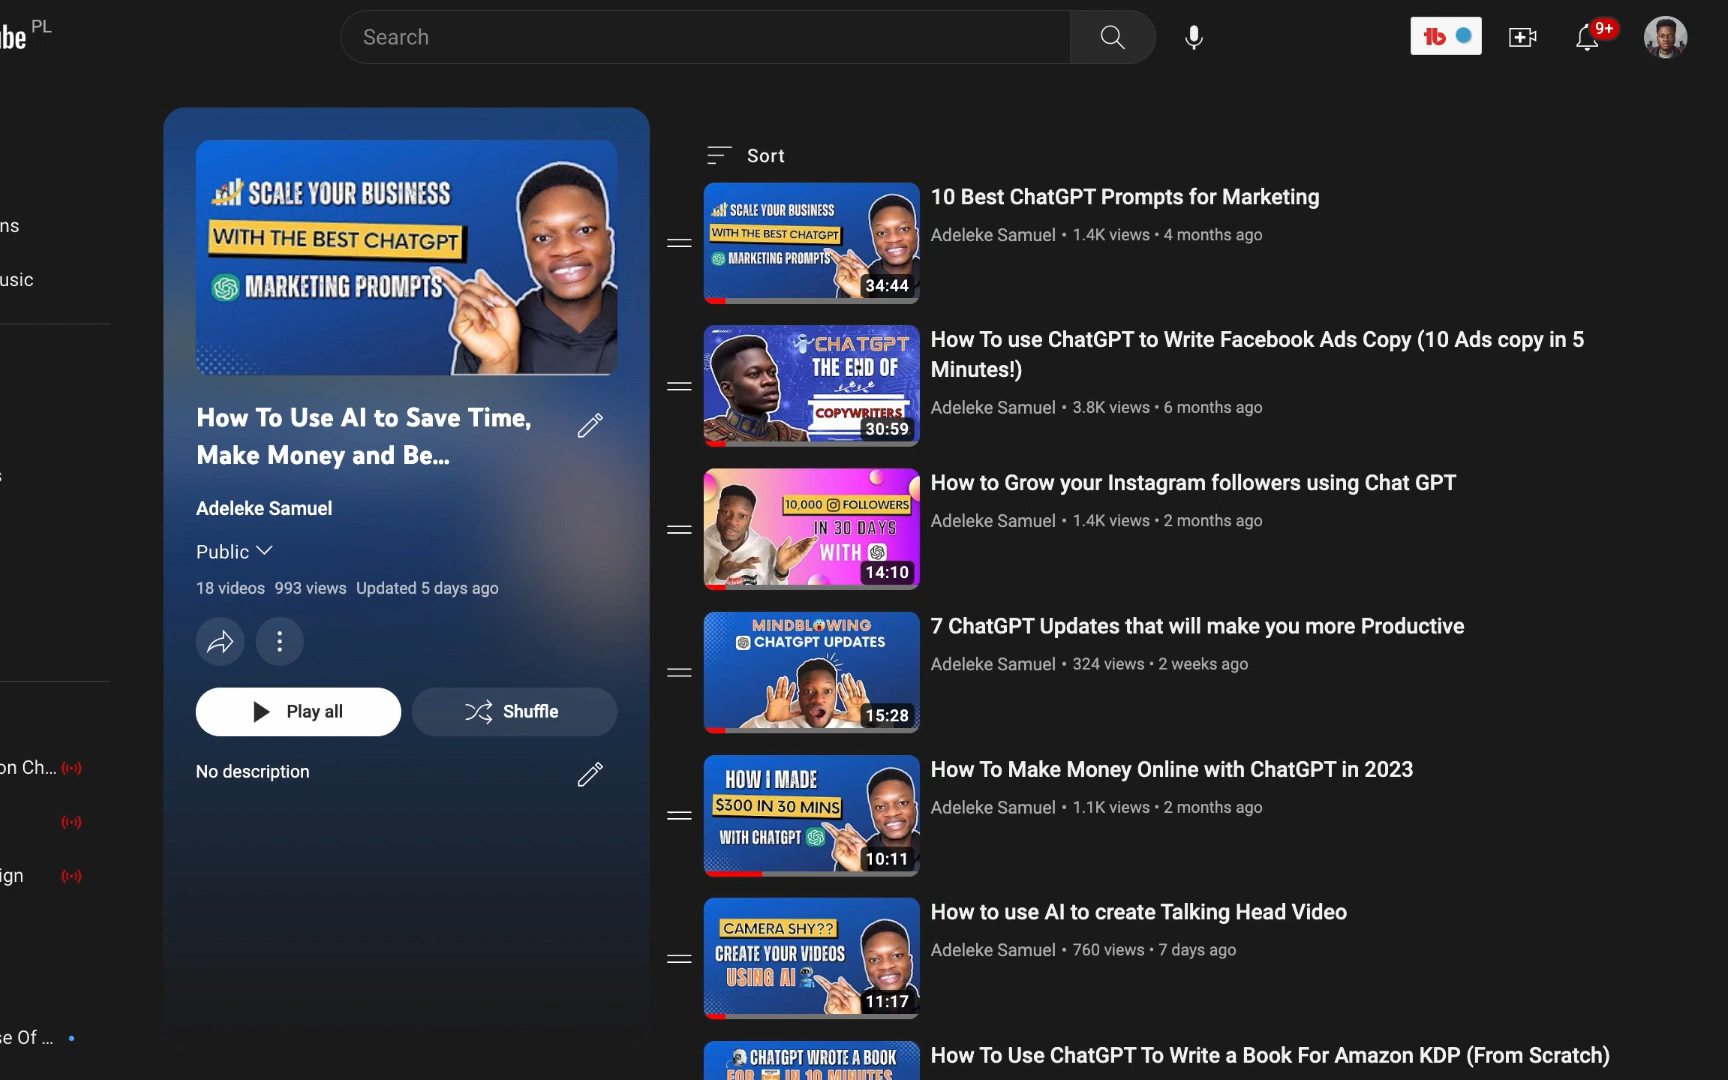 be PL
Search
9+
ns
usic
on Ch...
ign
se Of ...
SCALE YOUR BUSINESS
WITH THE BEST CHATGPT
MARKETING PROMPTS
How To Use AI to Save Time,
Make Money and Be...
Adeleke Samuel
Public
18 videos 993 views Updated 5 days ago
Play all
Shuffle
No description
Sort
SCALE YOUR BUSINESS
WITH THE BEST CHATGPT
MARKETING PROMPTS
34:44
10 Best ChatGPT Prompts for Marketing
Adeleke Samuel • 1.4K views • 4 months ago
CHATGPT
THE END OF
COPYWRITERS
30:59
How To use ChatGPT to Write Facebook Ads Copy (10 Ads copy in 5
Minutes!)
Adeleke Samuel • 3.8K views • 6 months ago
10,000 FOLLOWERS
IN 30 DAYS
WITH
14:10
How to Grow your Instagram followers using Chat GPT
Adeleke Samuel • 1.4K views • 2 months ago
MINDBLOWING
CHATGPT UPDATES
15:28
7 ChatGPT Updates that will make you more Productive
Adeleke Samuel • 324 views • 2 weeks ago
HOW I MADE
$300 IN 30 MINS
WITH CHATGPT
10:11
How To Make Money Online with ChatGPT in 2023
Adeleke Samuel • 1.1K views • 2 months ago
CAMERA SHY??
CREATE YOUR VIDEOS
USING AI
11:17
How to use AI to create Talking Head Video
Adeleke Samuel • 760 views • 7 days ago
CHATGPT WROTE A BOOK
FOR IN 10 MINUTES
How To Use ChatGPT To Write a Book For Amazon KDP (From Scratch)